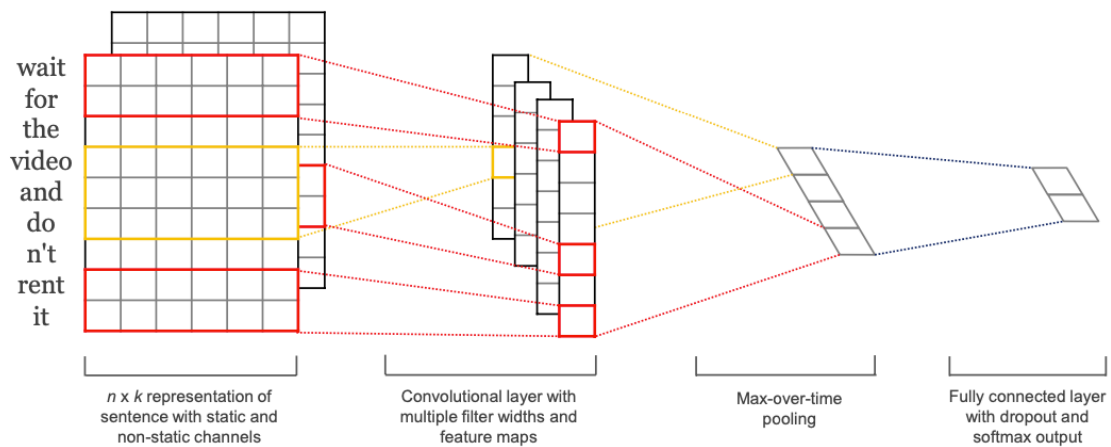 wait
for
the
video
and
do
n't
rent
it
n x k representation of
sentence with static and
non-static channels
Convolutional layer with
multiple filter widths and
feature maps
Max-over-time
pooling
Fully connected layer
with dropout and
softmax output